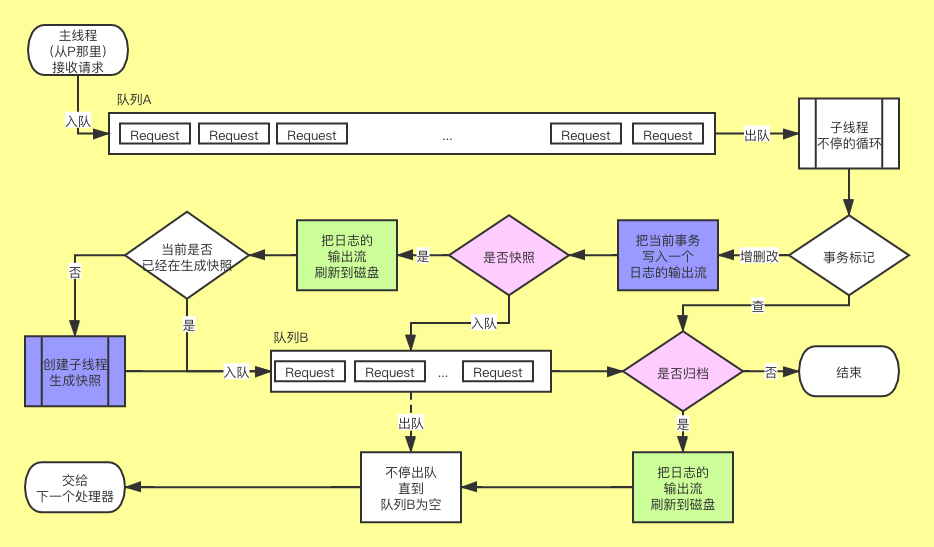 主线程
（从P那里）
接收请求
队列A
入队
Request
Request
Request
...
Request
Request
出队
子线程
不停的循环
当前是否
已经在生成快照
把日志的
输出流
刷新到磁盘
是
是否快照
把当前事务
写入一个
日志的输出流
增删改
事务标记
否
是
入队
查
创建子线程
生成快照
入队
队列B
Request
Request
...
Request
是否归档
否
结束
出队
是
交给
下一个处理器
不停出队
直到
队列B为空
把日志的
输出流
刷新到磁盘